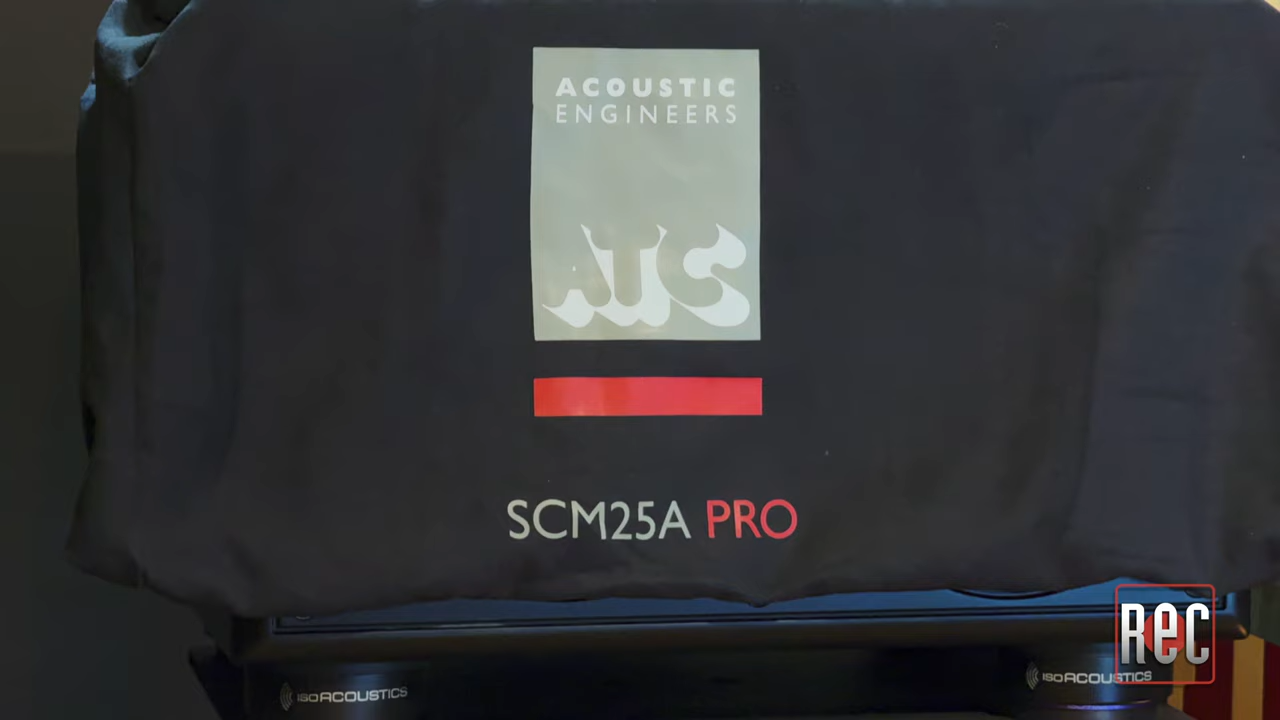 ACOUSTIC
ENGINEERS
ATC
SCM25A PRO
REC
ISOACOUSTICS
ISOACOUSTICS